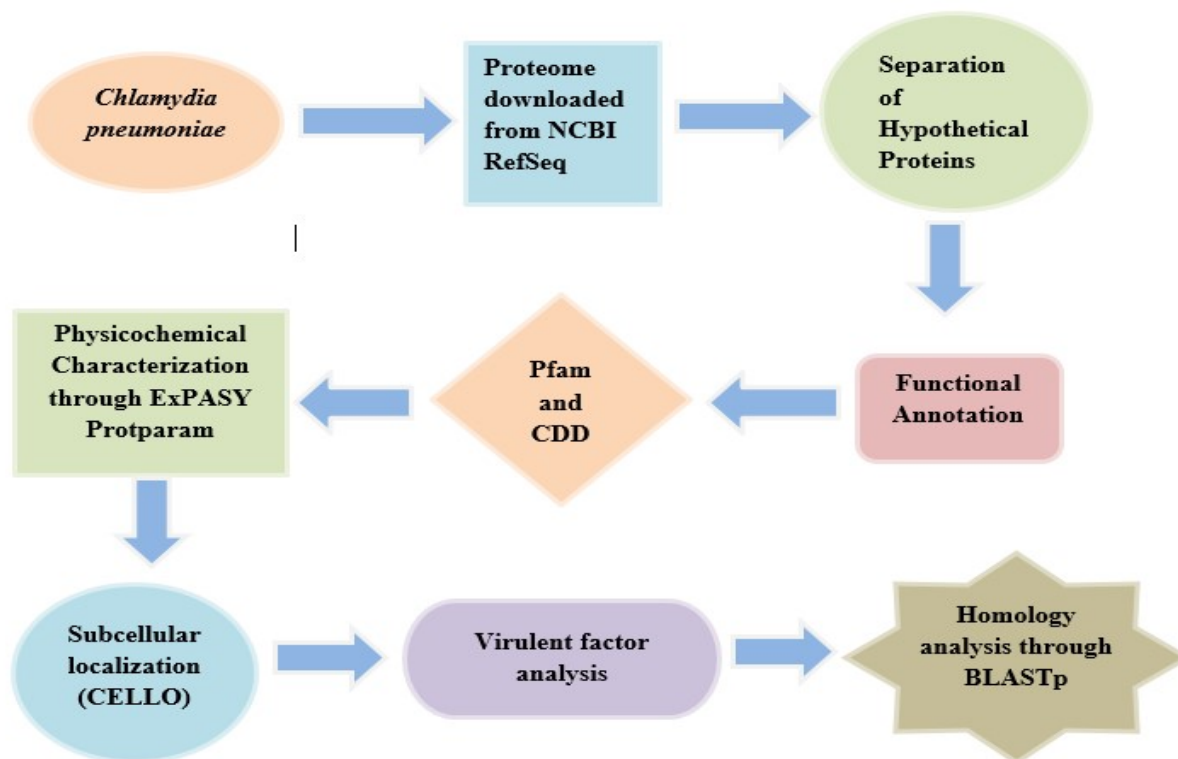 Chlamydia
pneumoniae
Proteome
downloaded
from NCBI
RefSeq
Separation
of
Hypothetical
Proteins
Functional
Annotation
Pfam
and
CDD
Physicochemical
Characterization
through ExPASY
Protparam
Subcellular
localization
(CELLO)
Virulent factor
analysis
Homology
analysis through
BLASTp